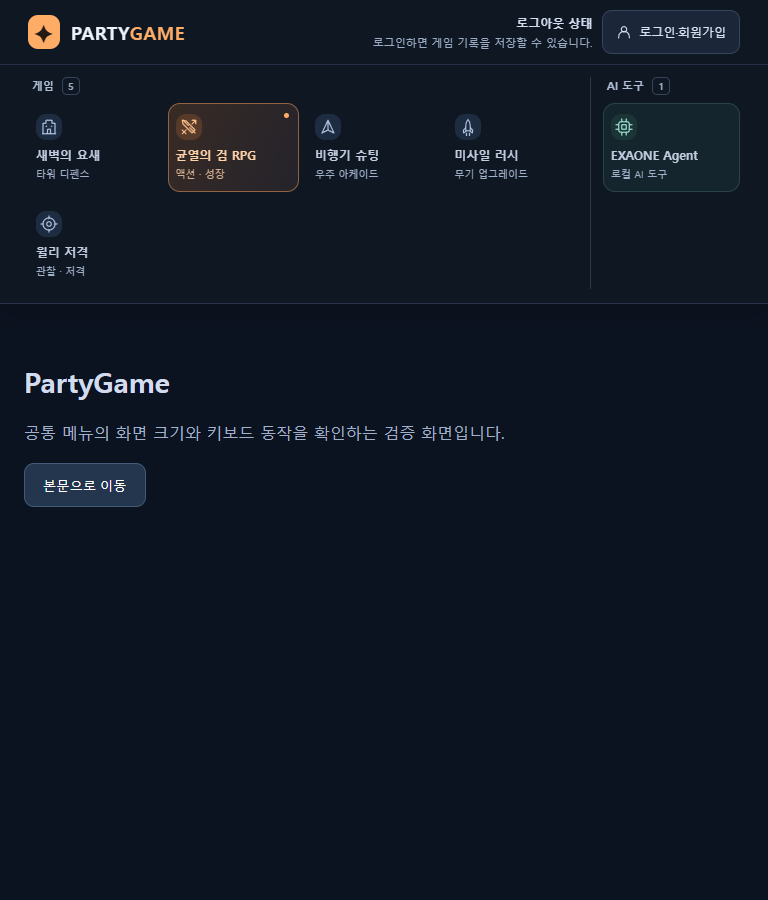 PARTYGAME
로그아웃 상태
로그인하면 게임 기록을 저장할 수 있습니다.
로그인·회원가입
게임 5
AI 도구 1
새벽의 요새
타워 디펜스
균열의 검 RPG
액션 · 성장
비행기 슈팅
우주 아케이드
미사일 러시
무기 업그레이드
EXAONE Agent
로컬 AI 도구
윌리 저격
관찰 · 저격
PartyGame
공통 메뉴의 화면 크기와 키보드 동작을 확인하는 검증 화면입니다.
본문으로 이동